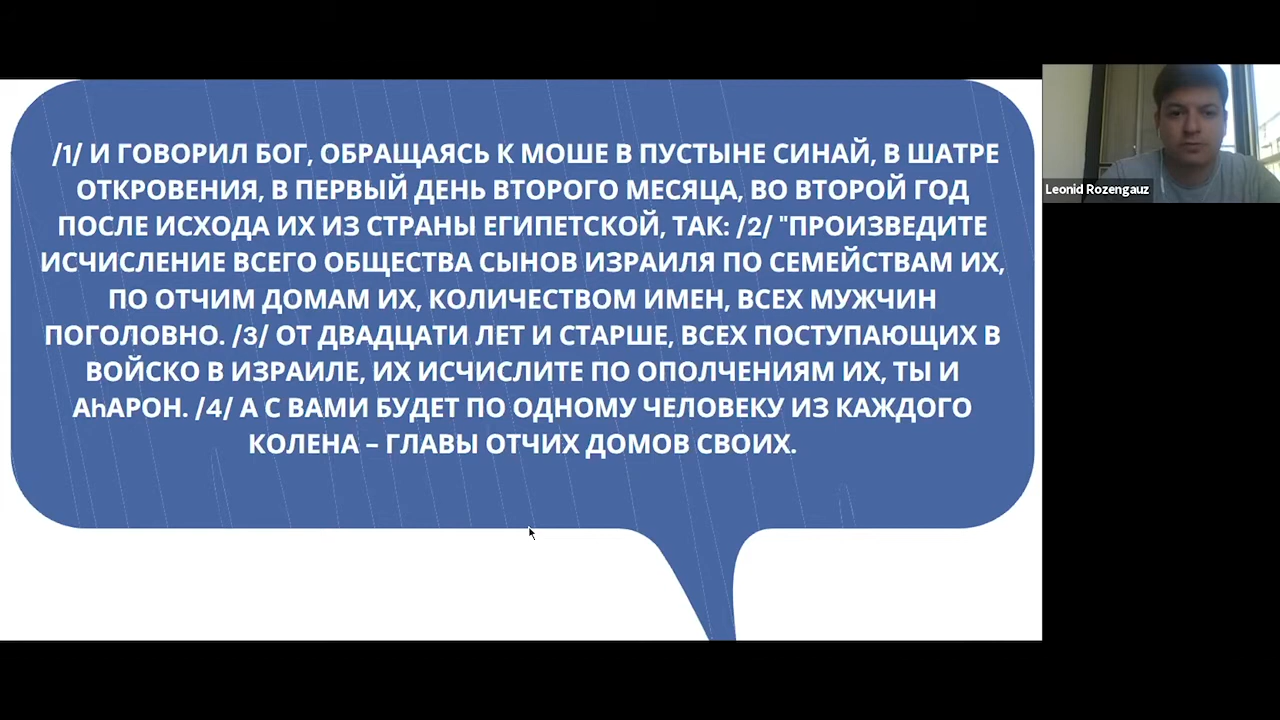 /1/ И ГОВОРИЛ БОГ, ОБРАЩАЯСЬ К МОШЕ В ПУСТЫНЕ СИНАЙ, В ШАТРЕ
ОТКРОВЕНИЯ, В ПЕРВЫЙ ДЕНЬ ВТОРОГО МЕСЯЦА, ВО ВТОРОЙ ГОД
ПОСЛЕ ИСХОДА ИХ ИЗ СТРАНЫ ЕГИПЕТСКОЙ, ТАК: /2/ "ПРОИЗВЕДИТЕ
ИСЧИСЛЕНИЕ ВСЕГО ОБЩЕСТВА СЫНОВ ИЗРАИЛЯ ПО СЕМЕЙСТВАМ ИХ,
ПО ОТЧИМ ДОМАМ ИХ, КОЛИЧЕСТВОМ ИМЕН, ВСЕХ МУЖЧИН
ПОГОЛОВНО. /3/ ОТ ДВАДЦАТИ ЛЕТ И СТАРШЕ, ВСЕХ ПОСТУПАЮЩИХ В
ВОЙСКО В ИЗРАИЛЕ, ИХ ИСЧИСЛИТЕ ПО ОПОЛЧЕНИЯМ ИХ, ТЫ И
АhАРОН. /4/ А С ВАМИ БУДЕТ ПО ОДНОМУ ЧЕЛОВЕКУ ИЗ КАЖДОГО
КОЛЕНА – ГЛАВЫ ОТЧИХ ДОМОВ СВОИХ.
Leonid Rozengauz